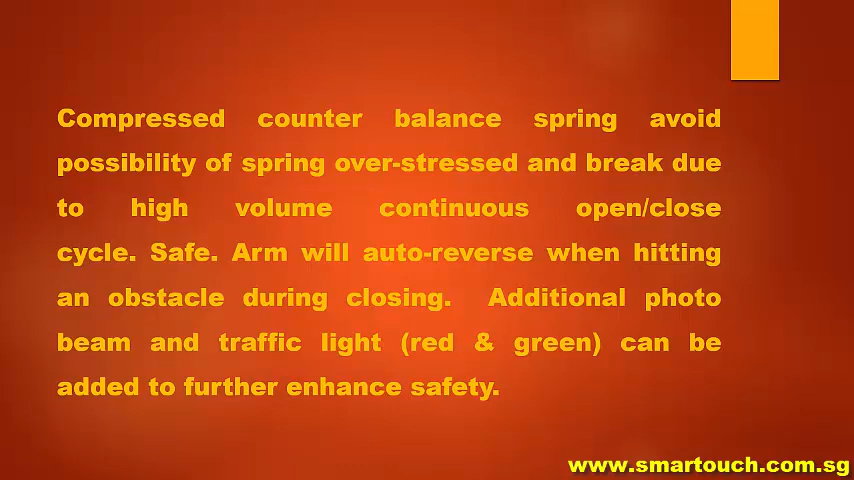 Compressed counter balance spring avoid
possibility of spring over-stressed and break due
to high volume continuous open/close
cycle. Safe. Arm will auto-reverse when hitting
an obstacle during closing. Additional photo
beam and traffic light (red & green) can be
added to further enhance safety.
www.smartouch.com.sg